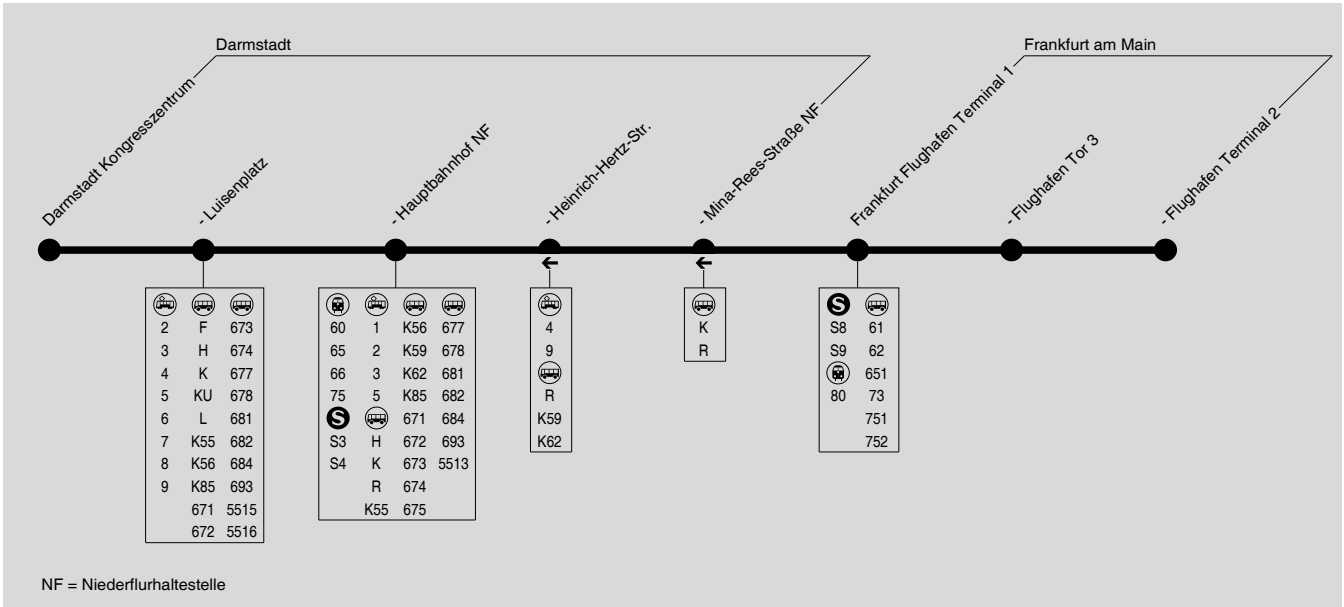 Darmstadt
Frankfurt am Main
Darmstadt Kongresszentrum
- Luisenplatz
- Hauptbahnhof NF
- Heinrich-Hertz-Str.
- Mina-Rees-Straße NF
Frankfurt Flughafen Terminal 1
- Flughafen Tor 3
- Flughafen Terminal 2
2 F 673
3 H 674
4 K 677
5 KU 678
6 L 681
7 K55 682
8 K56 684
9 K85 693
671 5515
672 5516
60 1 K56 677
65 2 K59 678
66 3 K62 681
75 5 K85 682
S 671 684
S3 H 672 693
S4 K 673 5513
R 674
K55 675
4
9
R
K59
K62
K
R
S
S8 61
S9 62
651
80 73
751
752
NF = Niederflurhaltestelle